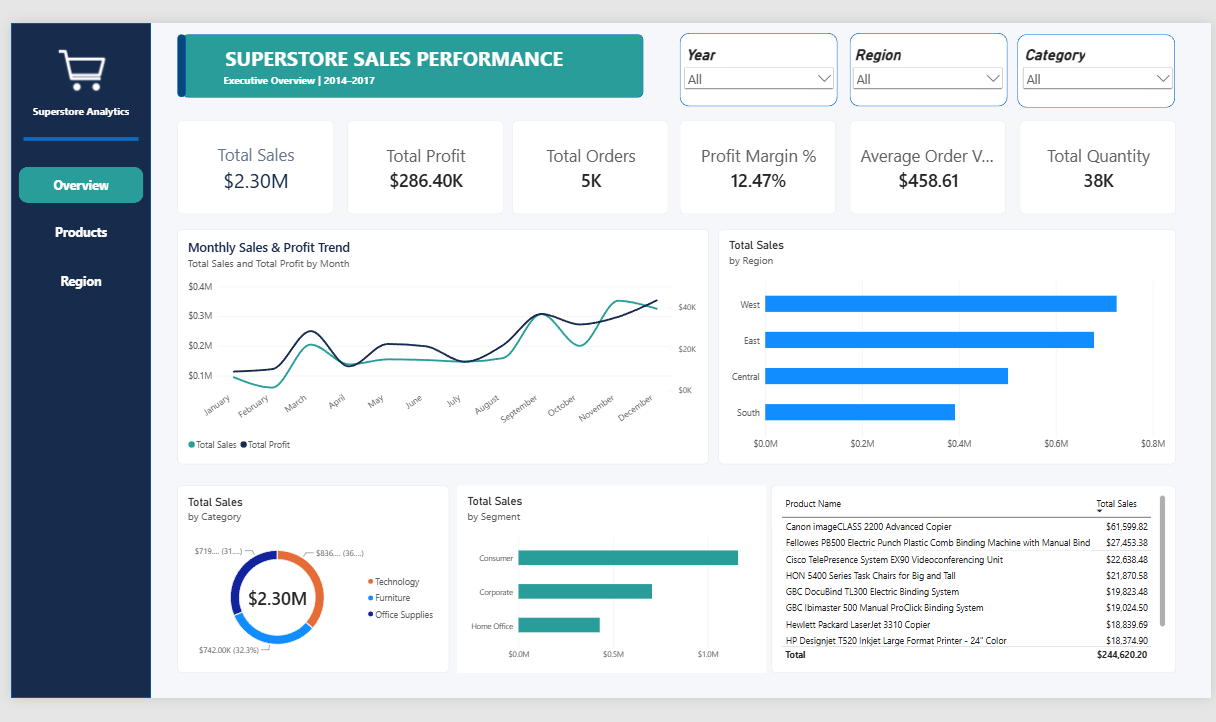 Superstore Analytics
Overview
Products
Region
SUPERSTORE SALES PERFORMANCE
Executive Overview | 2014–2017
Year
All
Region
All
Category
All
Total Sales
$2.30M
Total Profit
$286.40K
Total Orders
5K
Profit Margin %
12.47%
Average Order V...
$458.61
Total Quantity
38K
Monthly Sales & Profit Trend
Total Sales and Total Profit by Month
$0.4M
$0.3M
$0.2M
$0.1M
$40K
$20K
$0K
January
February
March
April
May
June
July
August
September
October
November
December
Total Sales Total Profit
Total Sales
by Region
West
East
Central
South
$0.0M $0.2M $0.4M $0.6M $0.8M
Total Sales
by Category
$719.... (31....)
$836.... (36....)
$2.30M
$742.00K (32.3%)
Technology
Furniture
Office Supplies
Total Sales
by Segment
Consumer
Corporate
Home Office
$0.0M $0.5M $1.0M
Product Name Total Sales
Canon imageCLASS 2200 Advanced Copier $61,599.82
Fellowes PB500 Electric Punch Plastic Comb Binding Machine with Manual Bind $27,453.38
Cisco TelePresence System EX90 Videoconferencing Unit $22,638.48
HON 5400 Series Task Chairs for Big and Tall $21,870.58
GBC DocuBind TL300 Electric Binding System $19,823.48
GBC Ibimaster 500 Manual ProClick Binding System $19,024.50
Hewlett Packard LaserJet 3310 Copier $18,839.69
HP Designjet T520 Inkjet Large Format Printer - 24" Color $18,374.90
Total $244,620.20